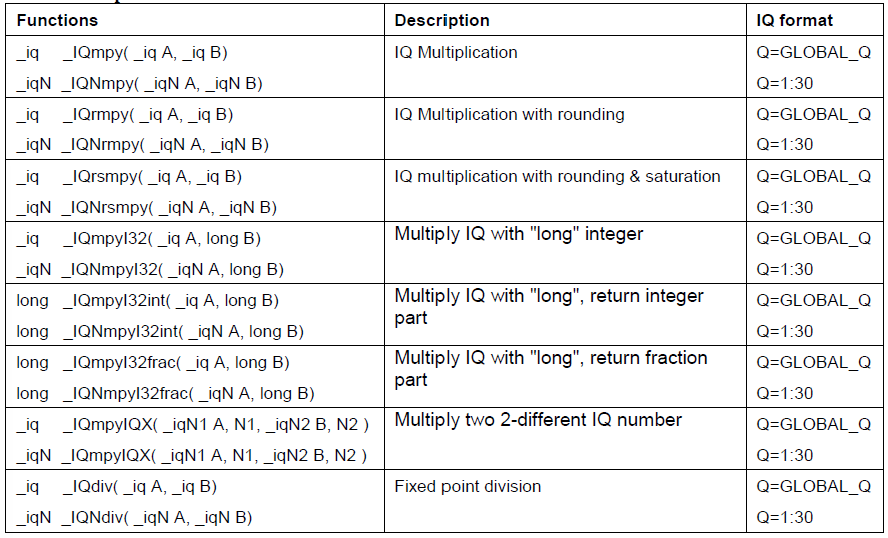 Functions Description IQ format
_iq _IQmpy( _iq A, _iq B) IQ Multiplication Q=GLOBAL_Q
_iqN _IQNmpy( _iqN A, _iqN B) Q=1:30
_iq _IQrmpy( _iq A, _iq B) IQ Multiplication with rounding Q=GLOBAL_Q
_iqN _IQNrmpy( _iqN A, _iqN B) Q=1:30
_iq _IQrsmpy( _iq A, _iq B) IQ multiplication with rounding & saturation Q=GLOBAL_Q
_iqN _IQNrsmpy( _iqN A, _iqN B) Q=1:30
_iq _IQmpyI32( _iq A, long B) Multiply IQ with "long" integer Q=GLOBAL_Q
_iqN _IQNmpyI32( _iqN A, long B) Q=1:30
long _IQmpyI32int( _iq A, long B) Multiply IQ with "long", return integer Q=GLOBAL_Q
part
long _IQNmpyI32int( _iqN A, long B) Q=1:30
long _IQmpyI32frac( _iq A, long B) Multiply IQ with "long", return fraction Q=GLOBAL_Q
part
long _IQNmpyI32frac( _iqN A, long B) Q=1:30
_iq _IQmpyIQX( _iqN1 A, N1, _iqN2 B, N2 ) Multiply two 2-different IQ number Q=GLOBAL_Q
_iqN _IQmpyIQX( _iqN1 A, N1, _iqN2 B, N2 ) Q=1:30
_iq _IQdiv( _iq A, _iq B) Fixed point division Q=GLOBAL_Q
_iqN _IQNdiv( _iqN A, _iqN B) Q=1:30